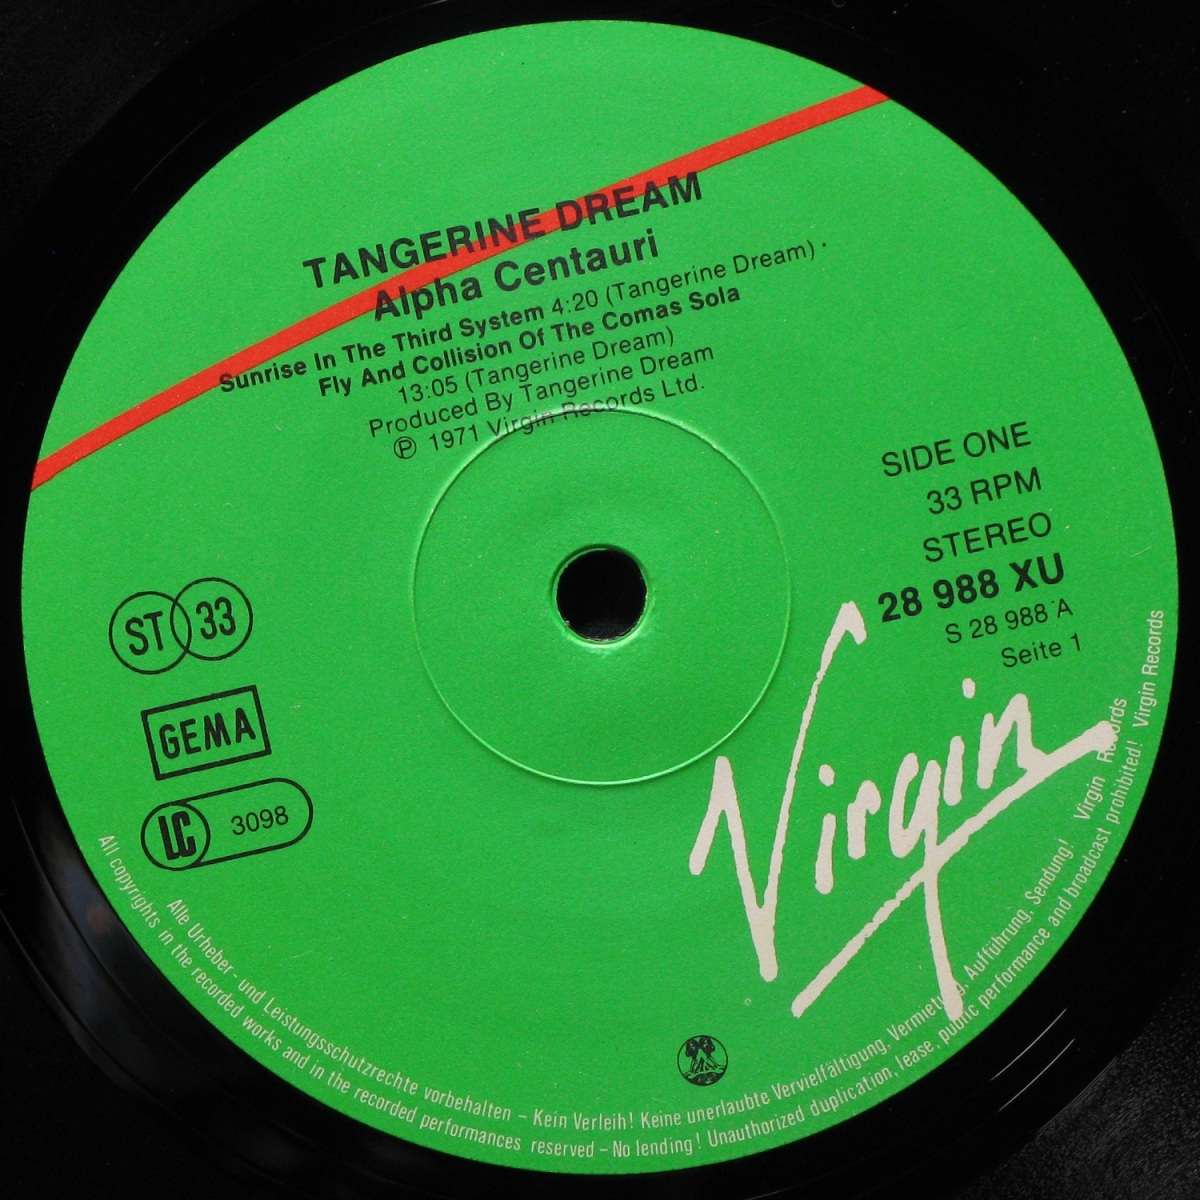 TANGERINE DREAM
Alpha Centauri
Sunrise In The Third System 4:20 (Tangerine Dream)
Fly And Collision Of The Comas Sola
13:05 (Tangerine Dream)
Produced By Tangerine Dream
℗ 1971 Virgin Records Ltd.
SIDE ONE
33 RPM
STEREO
28 988 XU
S 28 988 A
Seite 1
ST 33
GEMA
LC 3098
Virgin
Alle Urheber- und Leistungsschutzrechte vorbehalten – Kein Verleih! Keine unerlaubte Vervielfältigung, Vermietung, Aufführung, Sendung! Virgin Records
All copyrights in the recorded works and in the recorded performances reserved – No lending! Unauthorized duplication, lease, public performance and broadcast prohibited! Virgin Records